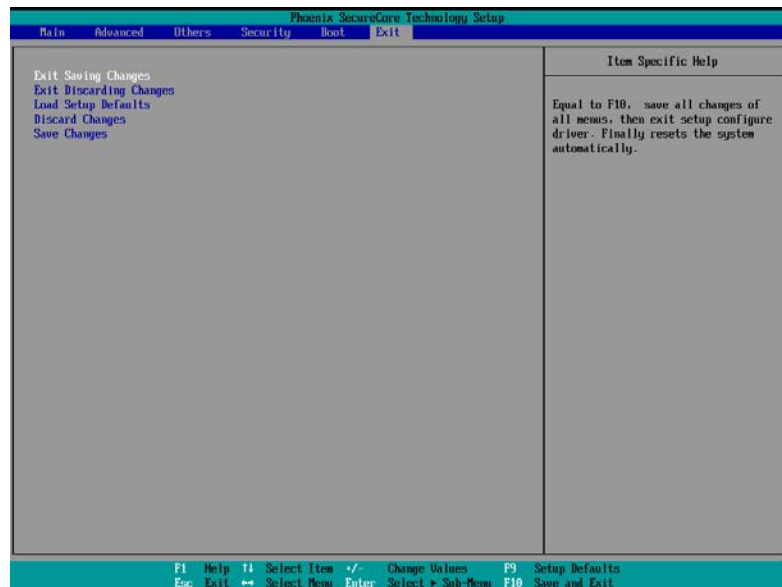 Phoenix SecureCore Technology Setup
Main Advanced Others Security Boot Exit
Exit Saving Changes
Exit Discarding Changes
Load Setup Defaults
Discard Changes
Save Changes
Item Specific Help
Equal to F10, save all changes of
all menus, then exit setup configure
driver. Finally resets the system
automatically.
F1 Help ↑↓ Select Item +/- Change Values F9 Setup Defaults
Esc Exit ↔ Select Menu Enter Select ▶ Sub-Menu F10 Save and Exit